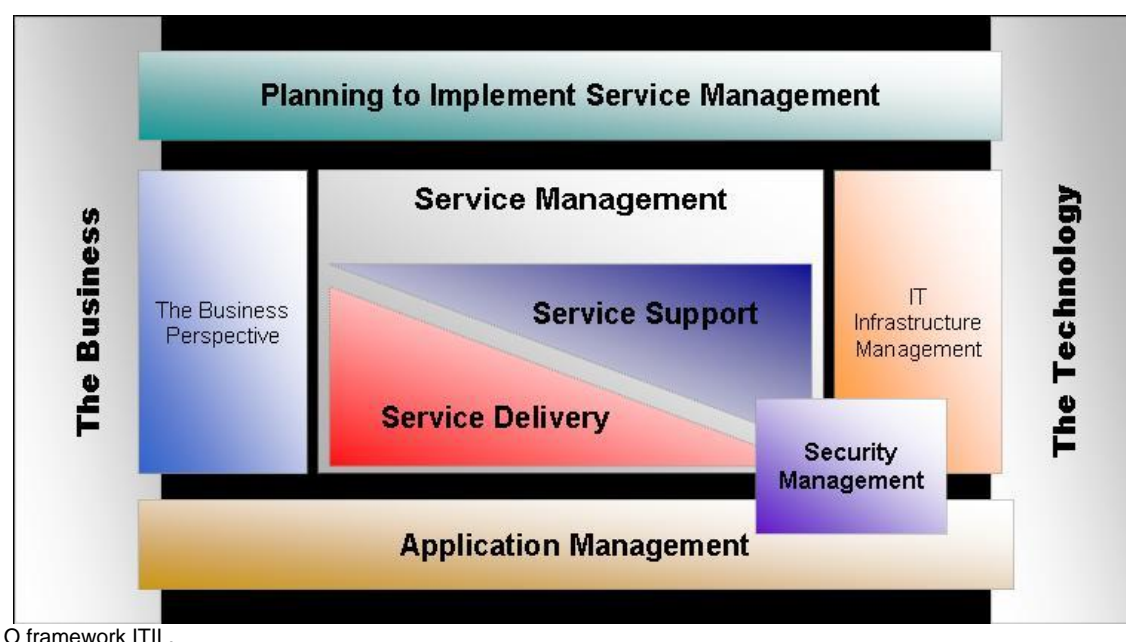 Planning to Implement Service Management
The Business
The Business
Perspective
Service Management
Service Support
Service Delivery
IT
Infrastructure
Management
Security
Management
The Technology
Application Management
O framework ITIL.